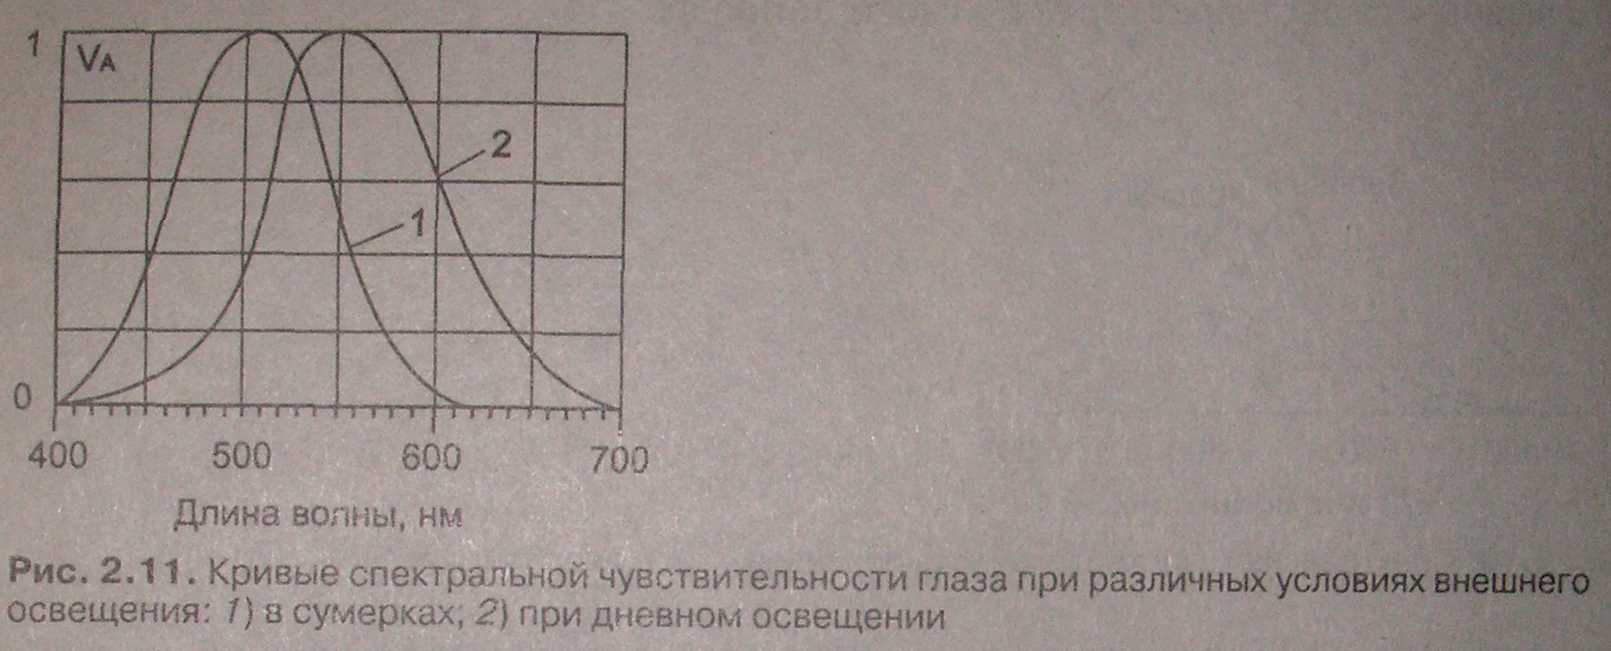 1
VА
2
1
0
400 500 600 700
Длина волны, нм
Рис. 2.11. Кривые спектральной чувствительности глаза при различных условиях внешнего
освещения: 1) в сумерках; 2) при дневном освещении